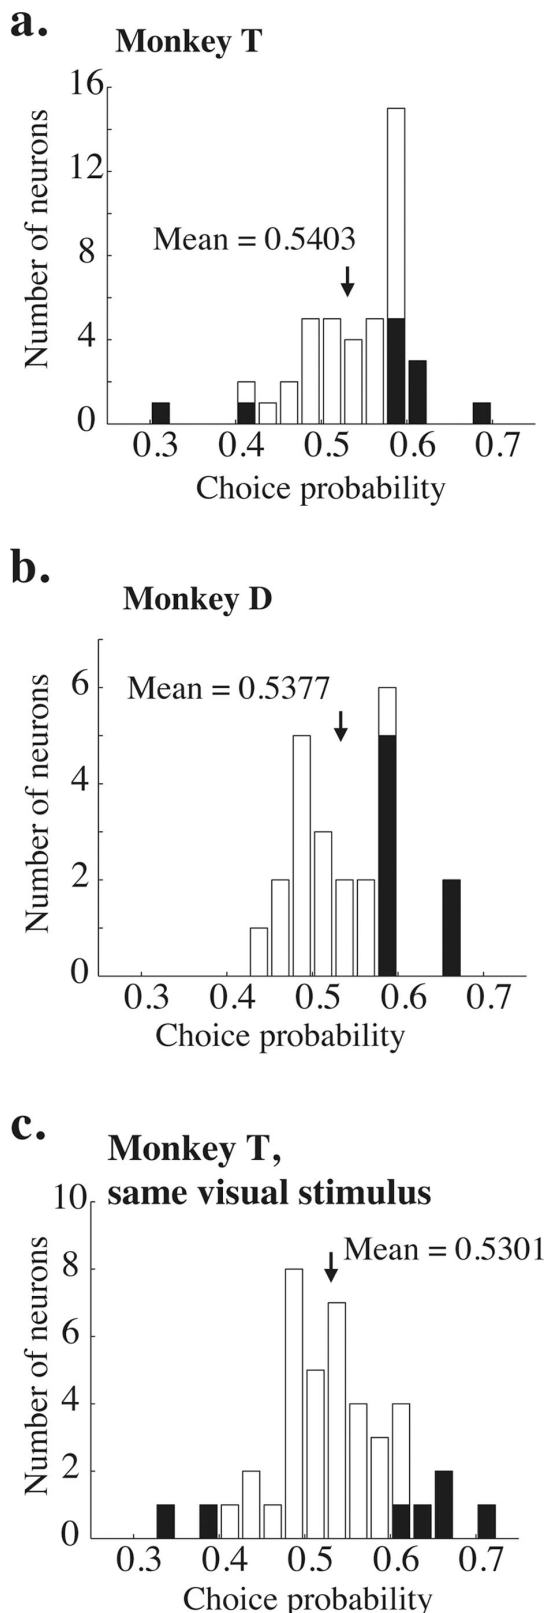 a.
Monkey T
16
12
8
4
0
Number of neurons
Mean = 0.5403
0.3 0.4 0.5 0.6 0.7
Choice probability
b.
Monkey D
6
4
2
0
Number of neurons
Mean = 0.5377
0.3 0.4 0.5 0.6 0.7
Choice probability
c.
Monkey T,
same visual stimulus
10
8
6
4
2
0
Number of neurons
Mean = 0.5301
0.3 0.4 0.5 0.6 0.7
Choice probability